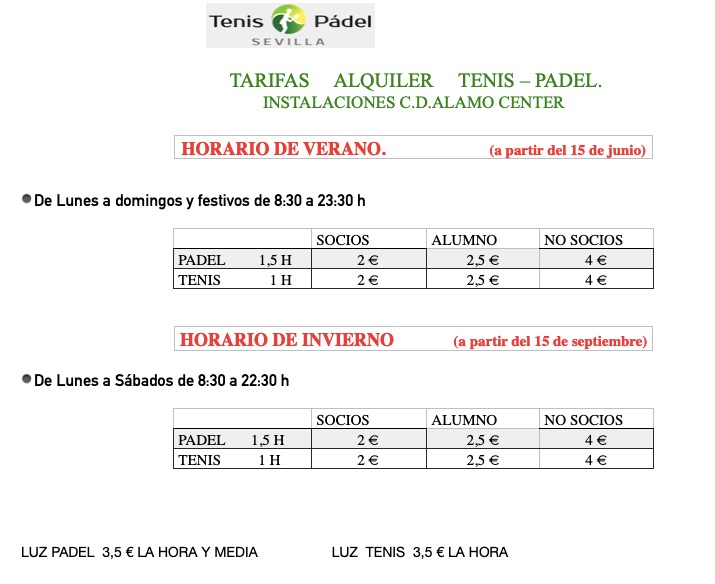 Tenis Pádel
SEVILLA
TARIFAS ALQUILER TENIS – PADEL.
INSTALACIONES C.D.ALAMO CENTER
HORARIO DE VERANO. (a partir del 15 de junio)
De Lunes a domingos y festivos de 8:30 a 23:30 h
SOCIOS ALUMNO NO SOCIOS
PADEL 1,5 H 2 € 2,5 € 4 €
TENIS 1 H 2 € 2,5 € 4 €
HORARIO DE INVIERNO (a partir del 15 de septiembre)
De Lunes a Sábados de 8:30 a 22:30 h
SOCIOS ALUMNO NO SOCIOS
PADEL 1,5 H 2 € 2,5 € 4 €
TENIS 1 H 2 € 2,5 € 4 €
LUZ PADEL 3,5 € LA HORA Y MEDIA LUZ TENIS 3,5 € LA HORA